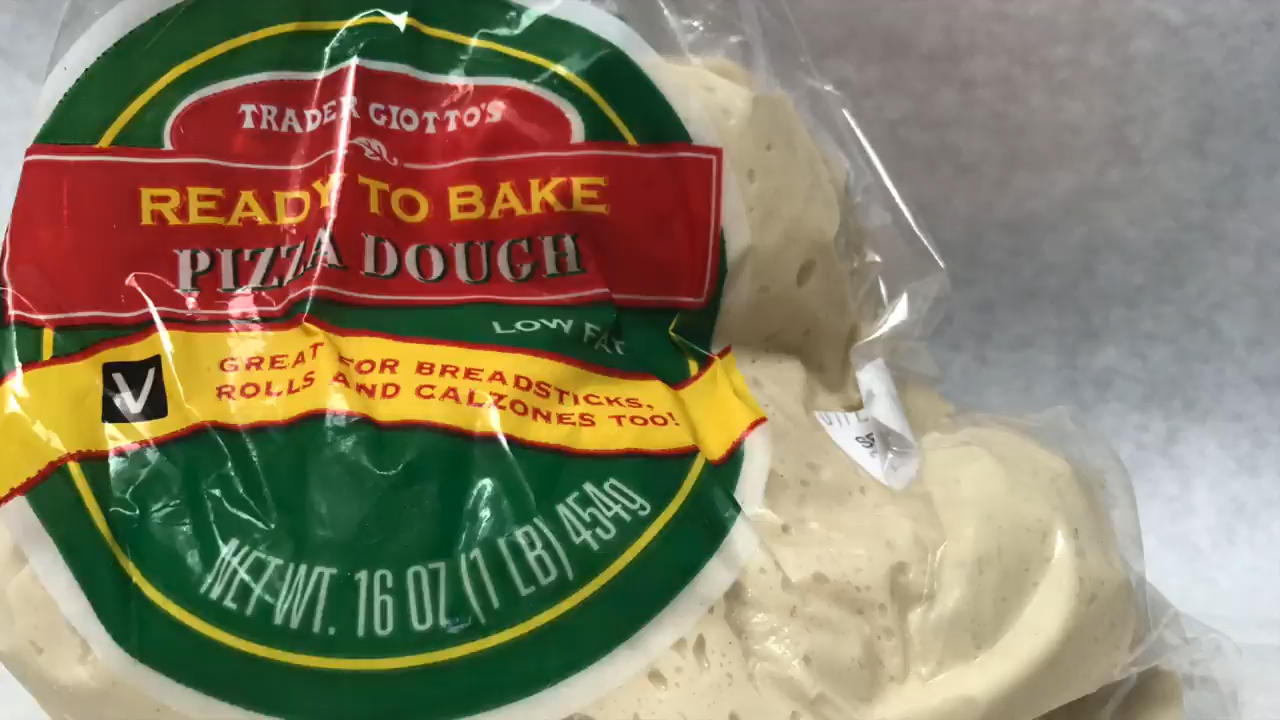 TRADER GIOTTO'S
READY TO BAKE
PIZZA DOUGH
LOW FAT
V
GREAT FOR BREADSTICKS,
ROLLS AND CALZONES TOO!
NET WT. 16 OZ (1 LB) 454g